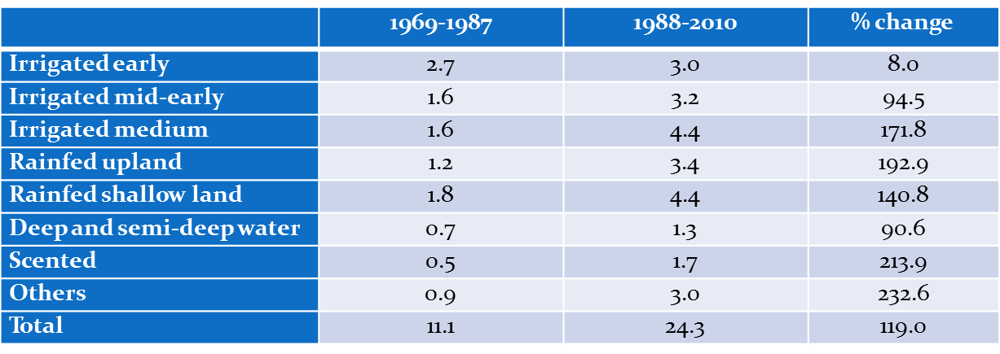 1969-1987 1988-2010 % change
Irrigated early 2.7 3.0 8.0
Irrigated mid-early 1.6 3.2 94.5
Irrigated medium 1.6 4.4 171.8
Rainfed upland 1.2 3.4 192.9
Rainfed shallow land 1.8 4.4 140.8
Deep and semi-deep water 0.7 1.3 90.6
Scented 0.5 1.7 213.9
Others 0.9 3.0 232.6
Total 11.1 24.3 119.0